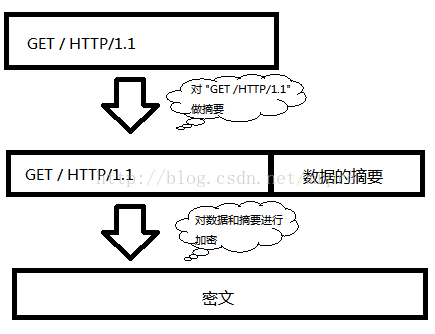 GET / HTTP/1.1
对 "GET /HTTP/1.1"
做摘要
GET / HTTP/1.1
数据的摘要
http://blog.csdn.net/
对数据和摘要进行
加密
密文